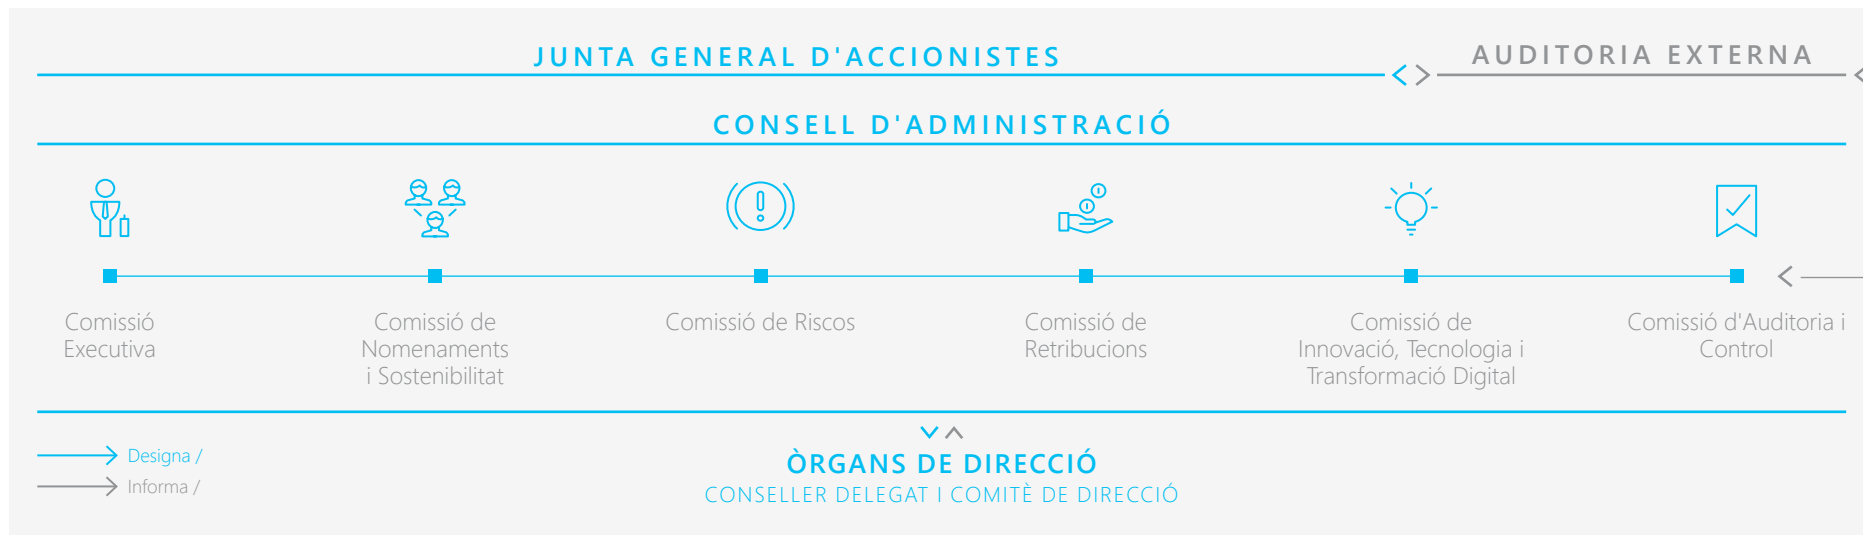 JUNTA GENERAL D'ACCIONISTES
AUDITORIA EXTERNA
CONSELL D'ADMINISTRACIÓ
Comissió
Executiva
Comissió de
Nomenaments
i Sostenibilitat
Comissió de Riscos
Comissió de
Retribucions
Comissió de
Innovació, Tecnologia i
Transformació Digital
Comissió d'Auditoria i
Control
Designa /
Informa /
ÒRGANS DE DIRECCIÓ
CONSELLER DELEGAT I COMITÈ DE DIRECCIÓ